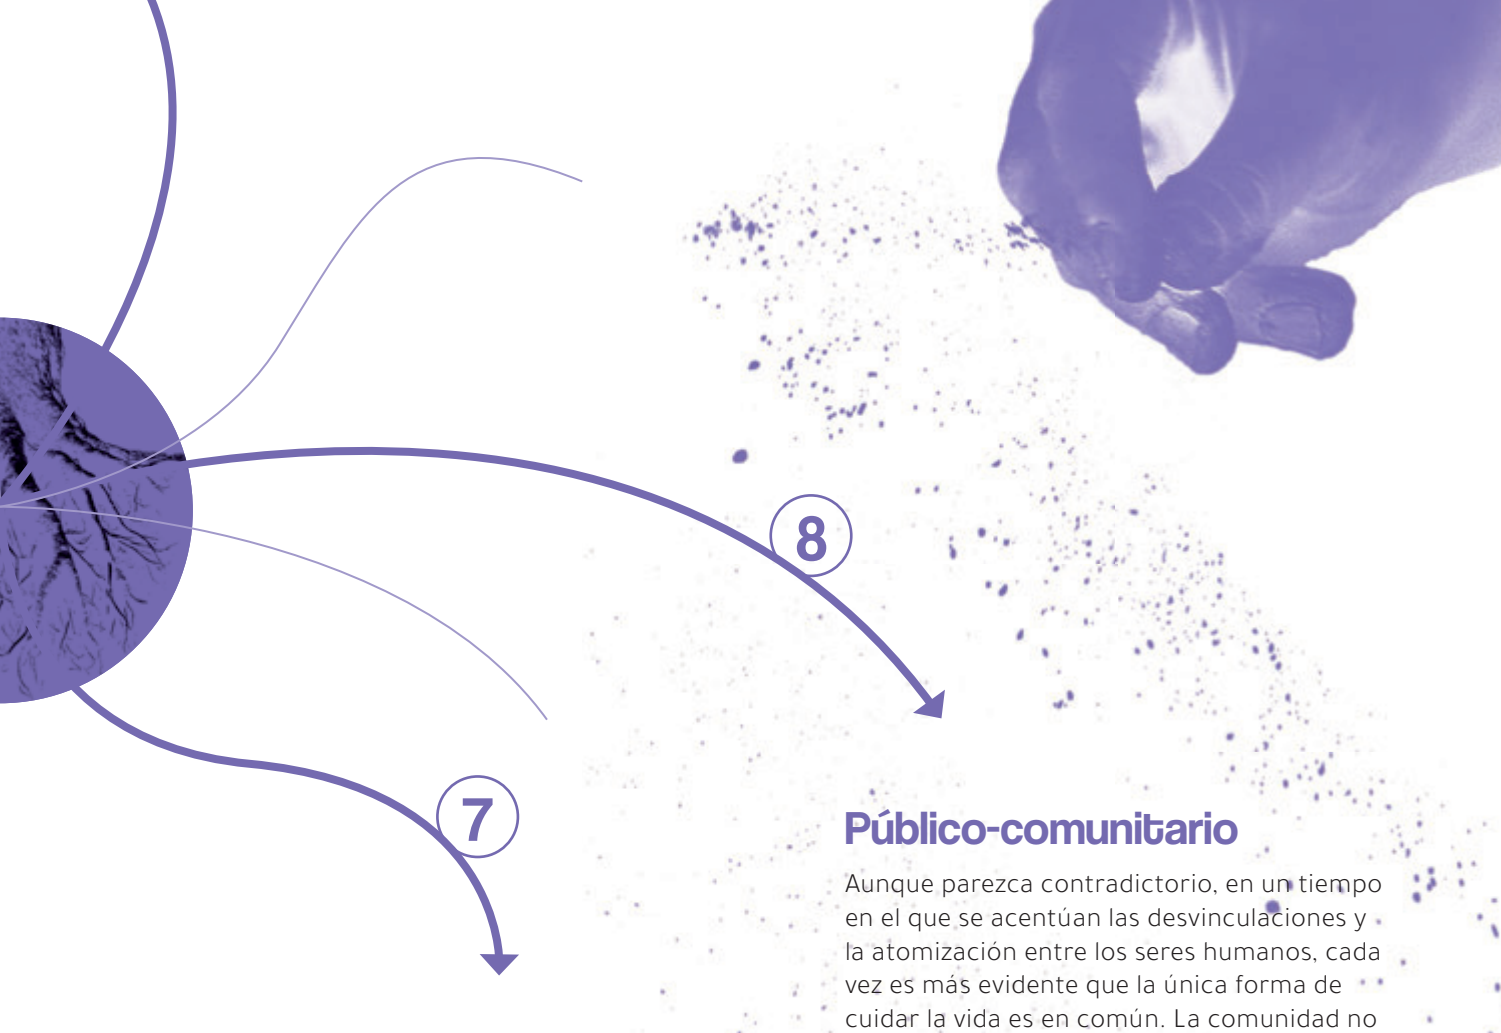 8
7
Público-comunitario
Aunque parezca contradictorio, en un tiempo
en el que se acentúan las desvinculaciones y
la atomización entre los seres humanos, cada
vez es más evidente que la única forma de
cuidar la vida es en común. La comunidad no